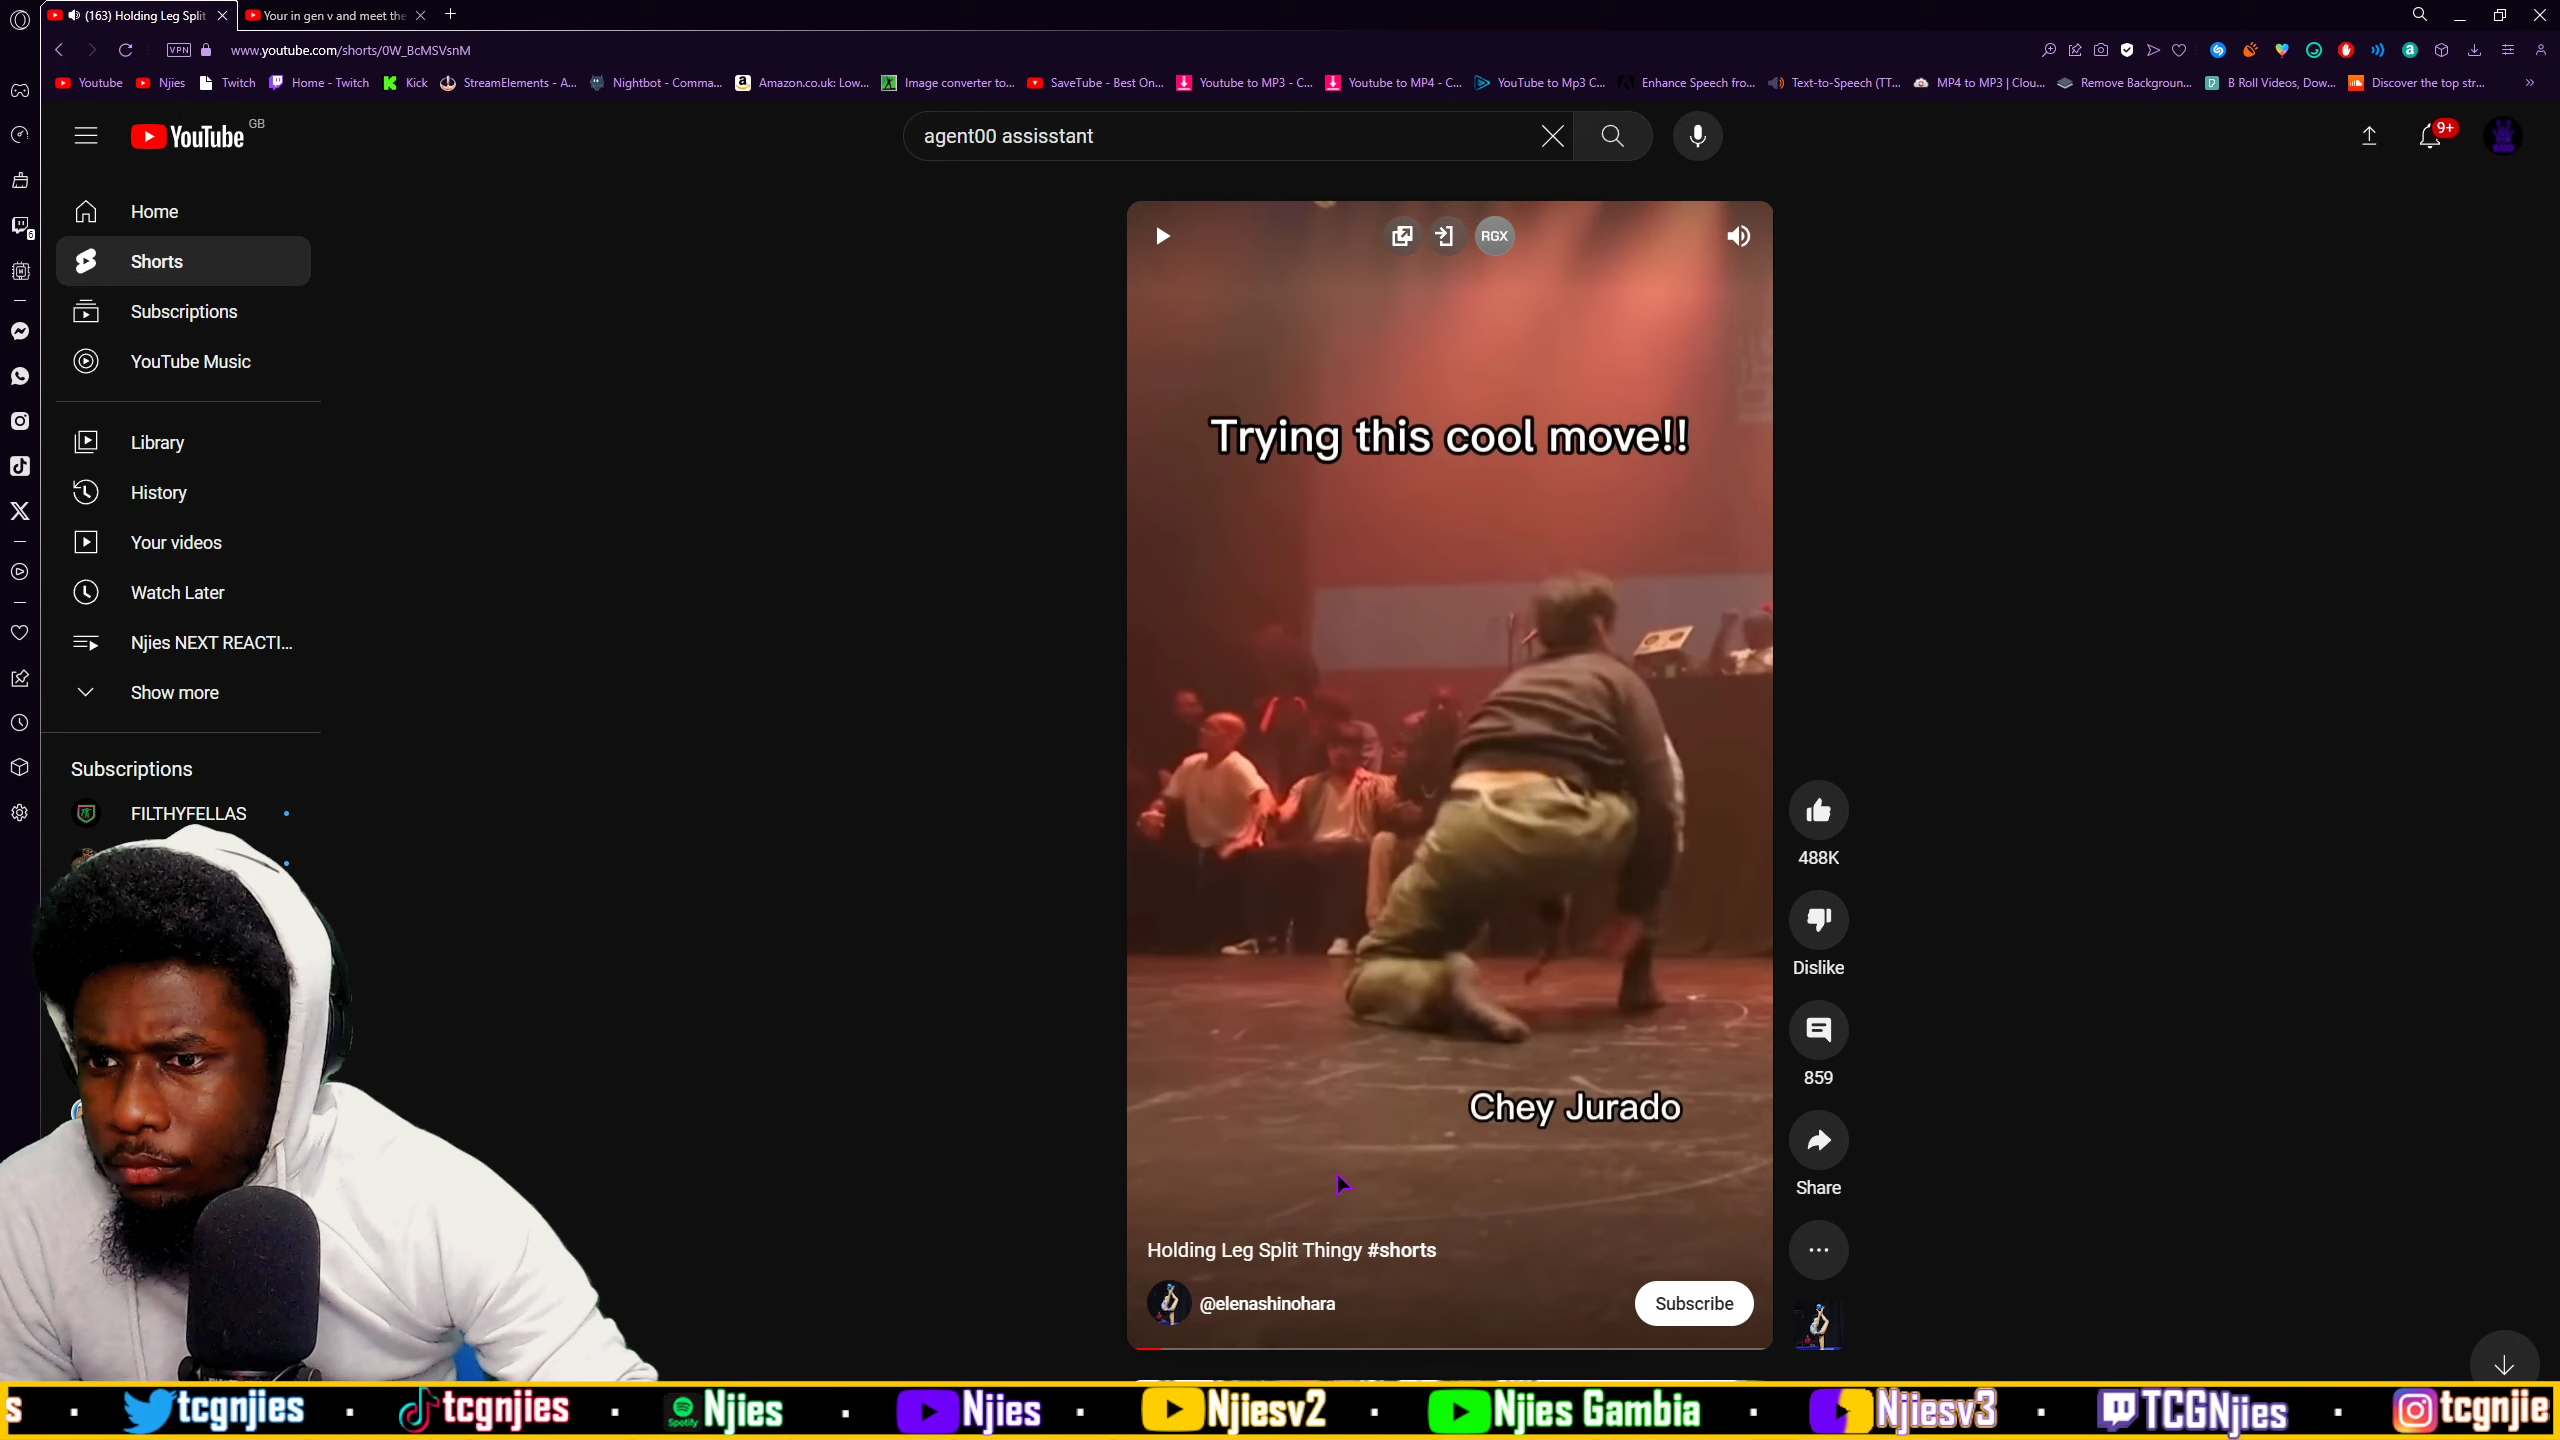 (163) Holding Leg Split
Your in gen v and meet the
VPN
www.youtube.com/shorts/0W_BcMSVsnM
Youtube
Njies
Twitch
Home - Twitch
Kick
StreamElements - A...
Nightbot - Comma...
Amazon.co.uk: Low...
Image converter to...
SaveTube - Best On...
Youtube to MP3 - C...
Youtube to MP4 - C...
YouTube to Mp3 C...
Enhance Speech fro...
Text-to-Speech (TT...
MP4 to MP3 | Clou...
Remove Backgroun...
B Roll Videos, Dow...
Discover the top str...
YouTube GB
agent00 assisstant
9+
Home
Shorts
Subscriptions
YouTube Music
Library
History
Your videos
Watch Later
Njies NEXT REACTI...
Show more
Subscriptions
FILTHYFELLAS
RGX
Trying this cool move!!
Chey Jurado
Holding Leg Split Thingy #shorts
@elenashinohara
Subscribe
488K
Dislike
859
Share
s · tcgnjies · tcgnjies · Spotify Njies · Njies · Njiesv2 · Njies Gambia · Njiesv3 · TCGNjies · tcgnjie